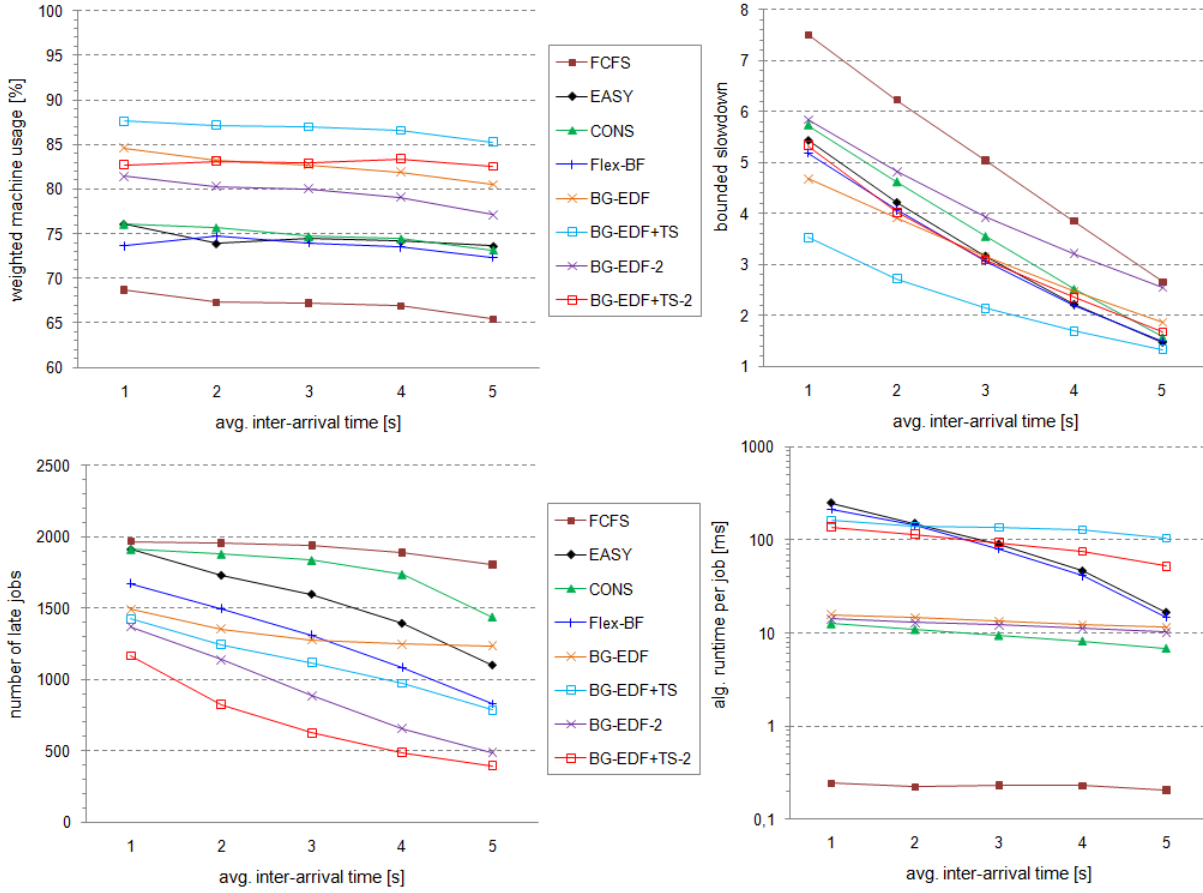 weighted machine usage [%]
100
95
90
85
80
75
70
65
60
1 2 3 4 5
avg. inter-arrival time [s]
FCFS
EASY
CONS
Flex-BF
BG-EDF
BG-EDF+TS
BG-EDF-2
BG-EDF+TS-2
bounded slowdown
8
7
6
5
4
3
2
1
1 2 3 4 5
avg. inter-arrival time [s]
number of late jobs
2500
2000
1500
1000
500
0
1 2 3 4 5
avg. inter-arrival time [s]
FCFS
EASY
CONS
Flex-BF
BG-EDF
BG-EDF+TS
BG-EDF-2
BG-EDF+TS-2
alg. runtime per job [ms]
1000
100
10
1
0,1
1 2 3 4 5
avg. inter-arrival time [s]